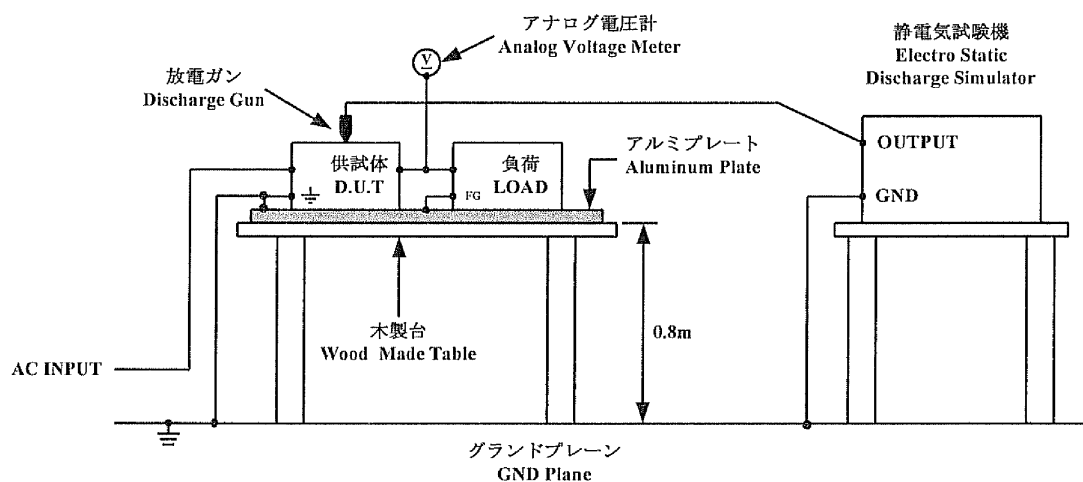 アナログ電圧計
Analog Voltage Meter
静電気試験機
Electro Static
Discharge Simulator
放電ガン
Discharge Gun
V
アルミプレート
Aluminum Plate
OUTPUT
GND
供試体
D.U.T
負荷
LOAD
FG
木製台
Wood Made Table
0.8m
AC INPUT
グランドプレーン
GND Plane